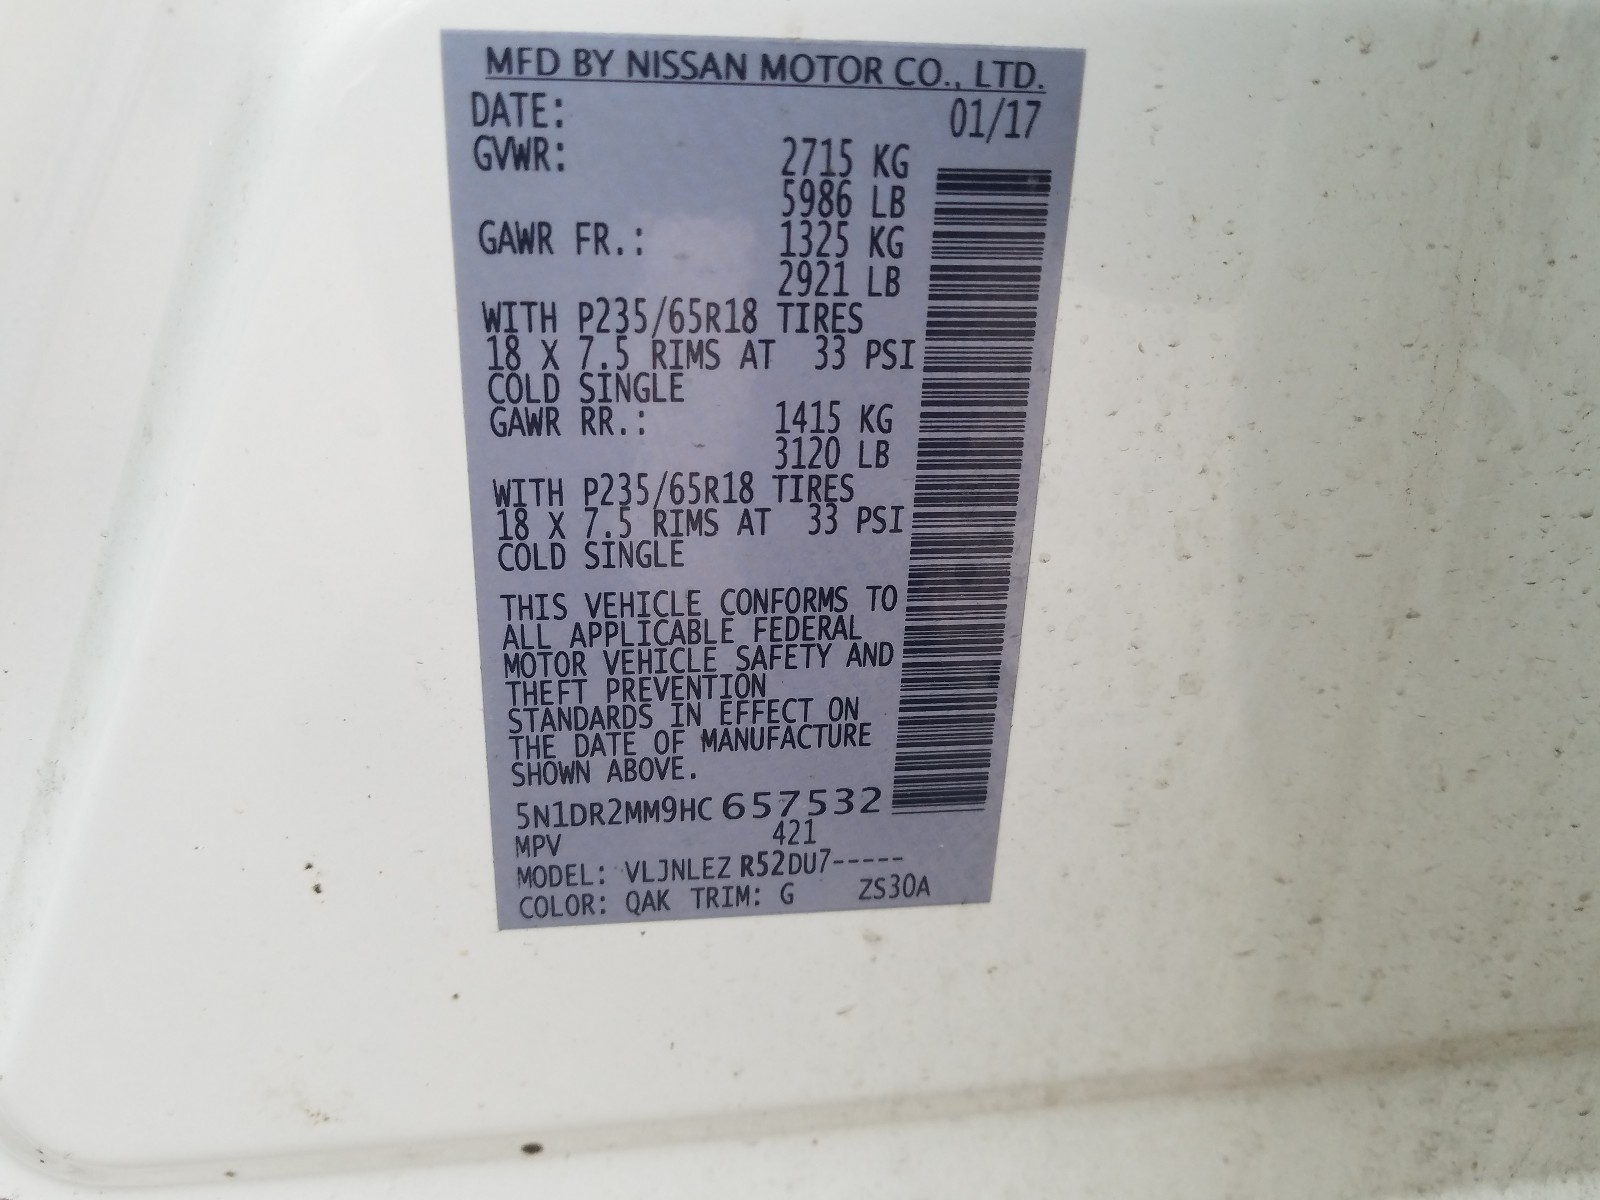 MFD BY NISSAN MOTOR CO., LTD.
DATE: 01/17
GVWR: 2715 KG
5986 LB
GAWR FR.: 1325 KG
2921 LB
WITH P235/65R18 TIRES
18 X 7.5 RIMS AT 33 PSI
COLD SINGLE
GAWR RR.: 1415 KG
3120 LB
WITH P235/65R18 TIRES
18 X 7.5 RIMS AT 33 PSI
COLD SINGLE
THIS VEHICLE CONFORMS TO
ALL APPLICABLE FEDERAL
MOTOR VEHICLE SAFETY AND
THEFT PREVENTION
STANDARDS IN EFFECT ON
THE DATE OF MANUFACTURE
SHOWN ABOVE.
5N1DR2MM9HC657532
MPV 421
MODEL: VLJNLEZ R52DU7-----
COLOR: QAK TRIM: G ZS30A